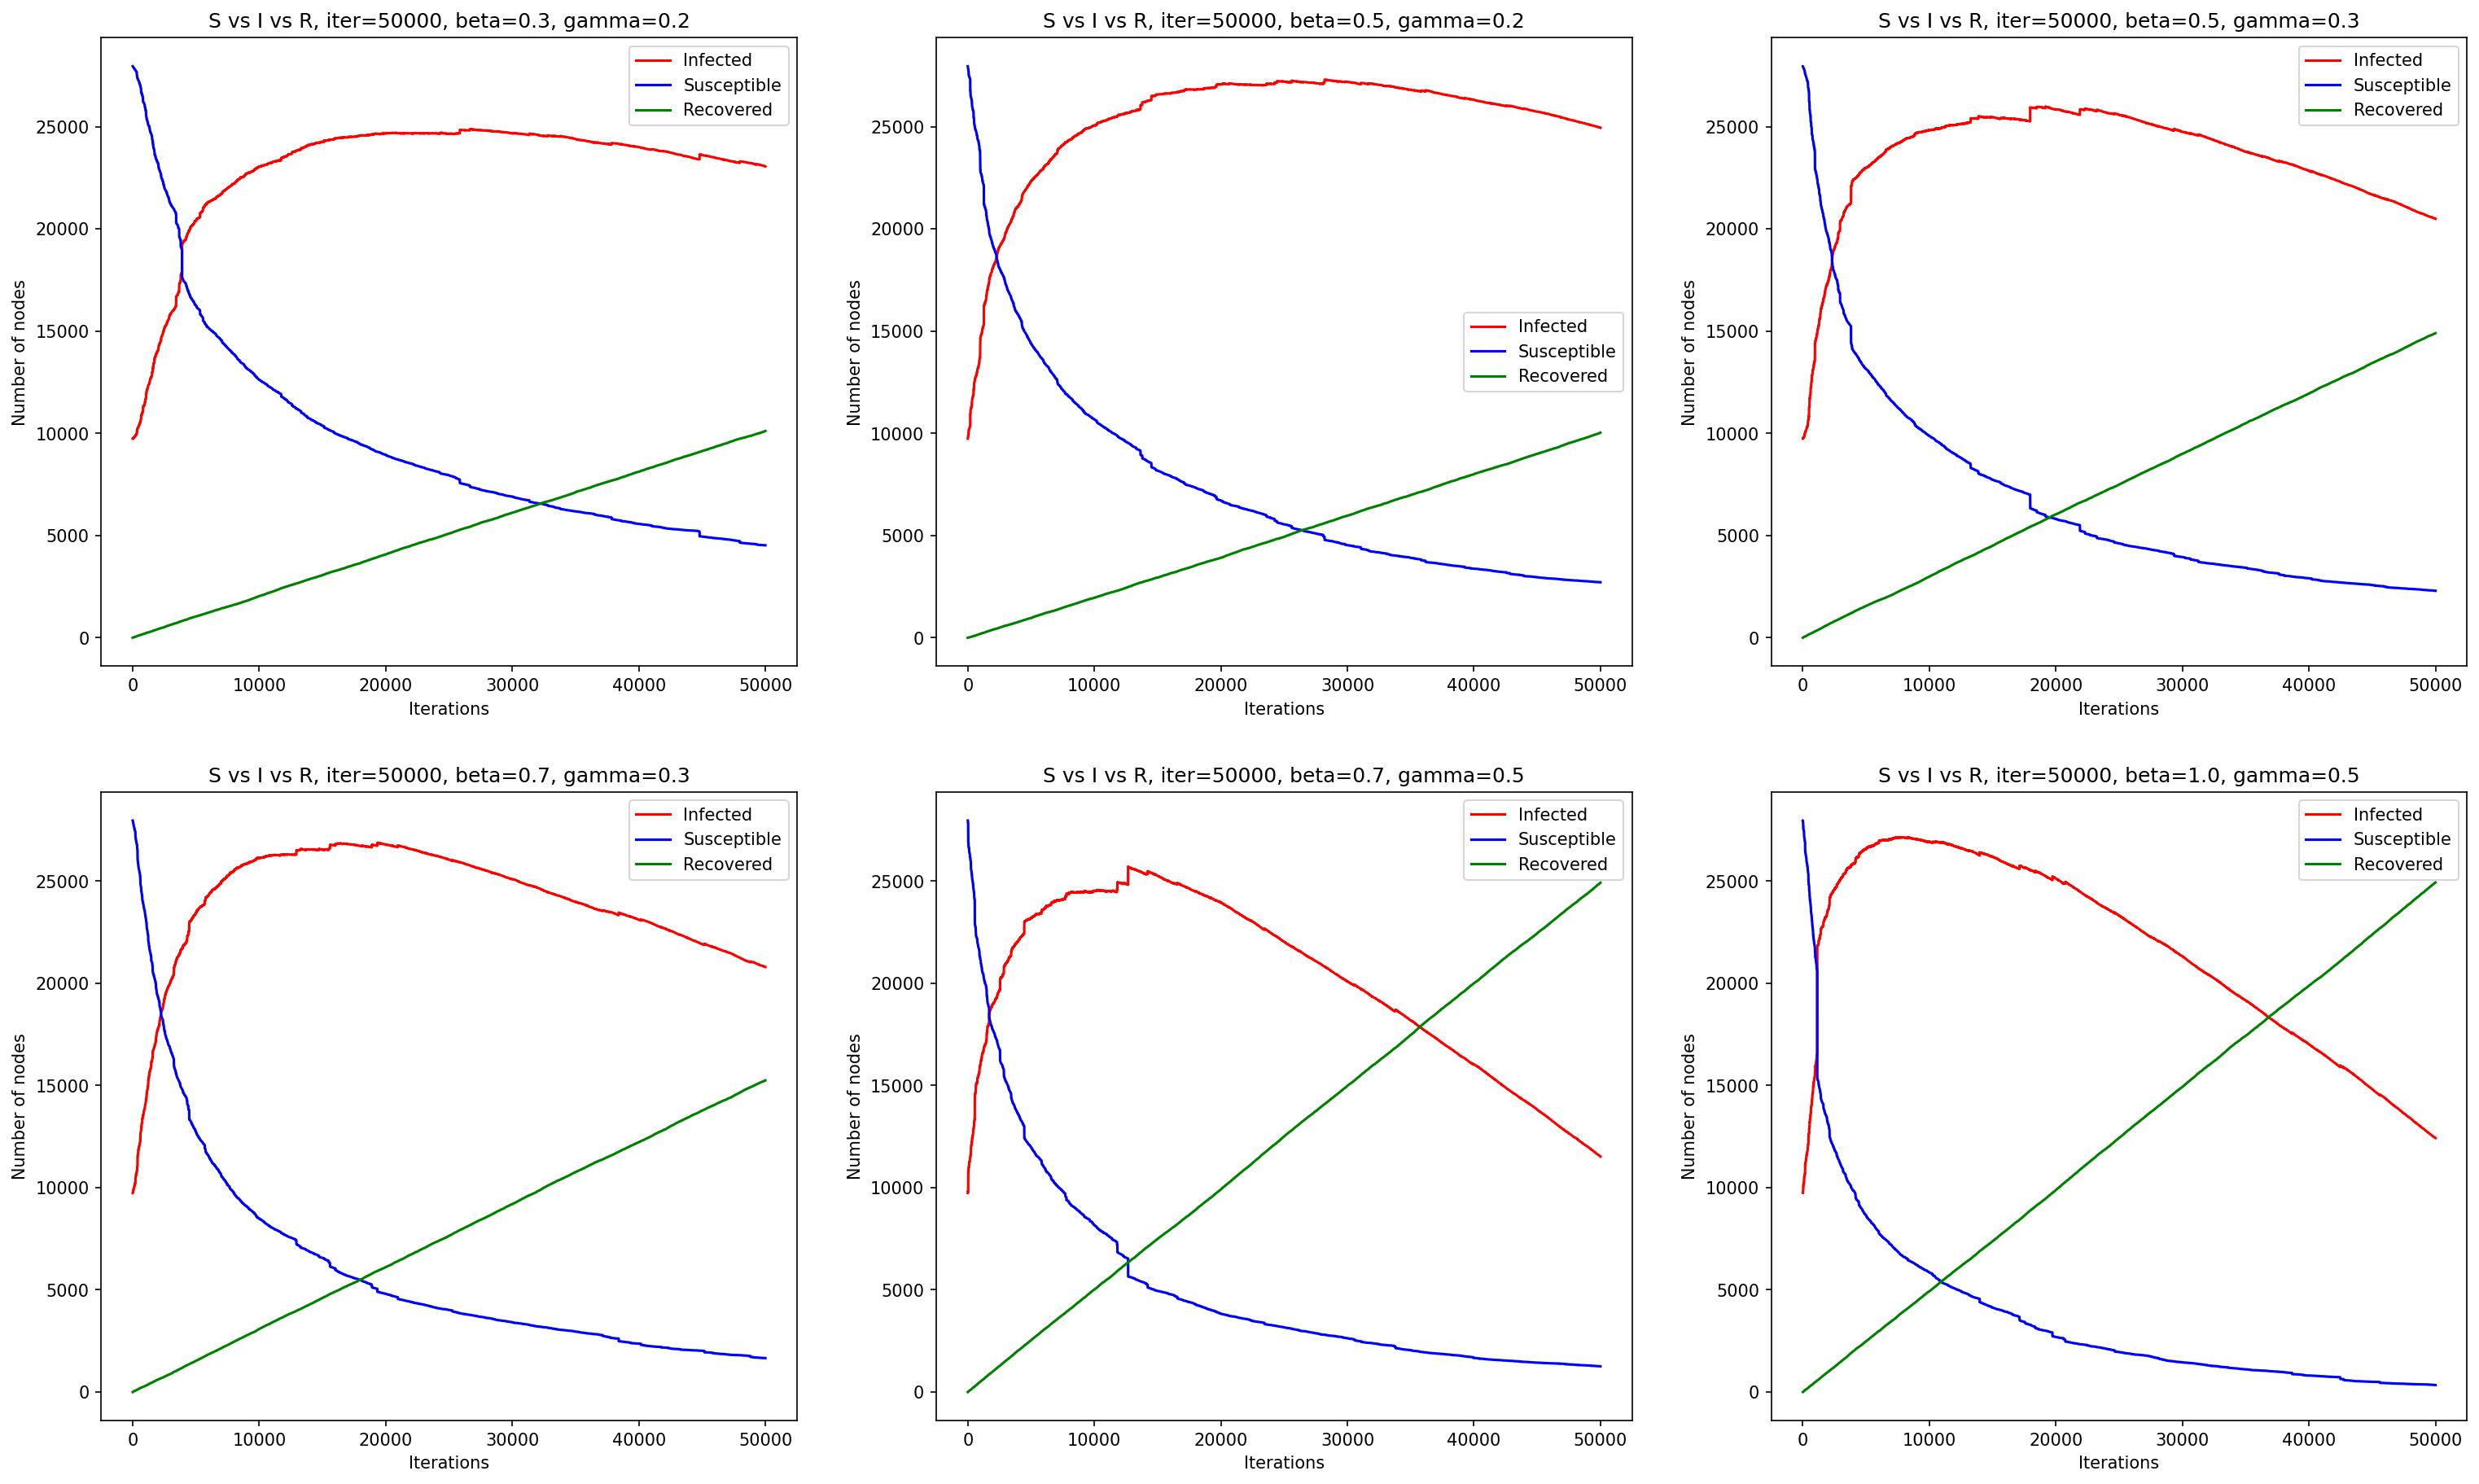 S vs I vs R, iter=50000, beta=0.3, gamma=0.2
Infected
Susceptible
Recovered
Number of nodes
25000
20000
15000
10000
5000
0
0 10000 20000 30000 40000 50000
Iterations
S vs I vs R, iter=50000, beta=0.5, gamma=0.2
Infected
Susceptible
Recovered
Number of nodes
25000
20000
15000
10000
5000
0
0 10000 20000 30000 40000 50000
Iterations
S vs I vs R, iter=50000, beta=0.5, gamma=0.3
Infected
Susceptible
Recovered
Number of nodes
25000
20000
15000
10000
5000
0
0 10000 20000 30000 40000 50000
Iterations
S vs I vs R, iter=50000, beta=0.7, gamma=0.3
Infected
Susceptible
Recovered
Number of nodes
25000
20000
15000
10000
5000
0
0 10000 20000 30000 40000 50000
Iterations
S vs I vs R, iter=50000, beta=0.7, gamma=0.5
Infected
Susceptible
Recovered
Number of nodes
25000
20000
15000
10000
5000
0
0 10000 20000 30000 40000 50000
Iterations
S vs I vs R, iter=50000, beta=1.0, gamma=0.5
Infected
Susceptible
Recovered
Number of nodes
25000
20000
15000
10000
5000
0
0 10000 20000 30000 40000 50000
Iterations